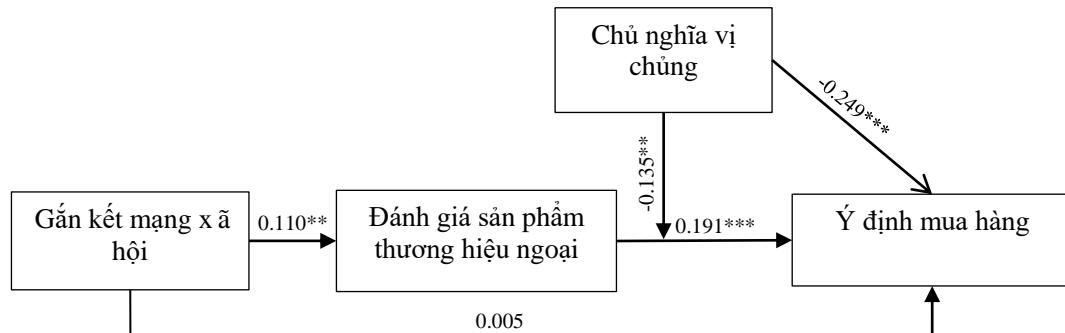 Chủ nghĩa vị
chủng
-0.249***
-0.135**
Gắn kết mạng x ã
hội
0.110**
Đánh giá sản phẩm
thương hiệu ngoại
0.191***
Ý định mua hàng
0.005